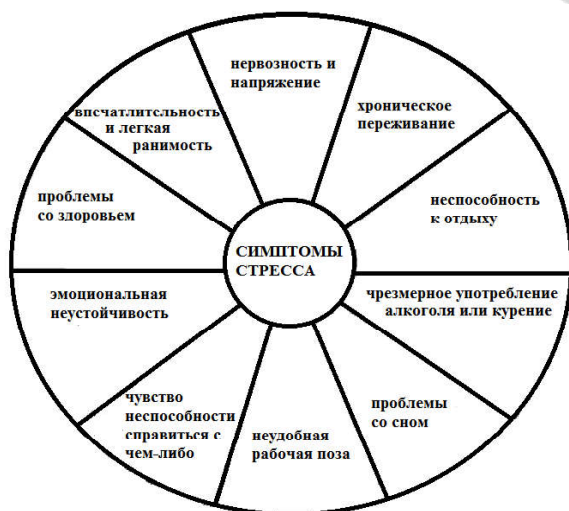 нервозность и
напряжение
хроническое
переживание
неспособность
к отдыху
чрезмерное употребление
алкоголя или курение
проблемы
со сном
неудобная
рабочая поза
чувство
неспособности
справиться с
чем-либо
эмоциональная
неустойчивость
проблемы
со здоровьем
впечатлительность
и легкая
ранимость
СИМПТОМЫ
СТРЕССА